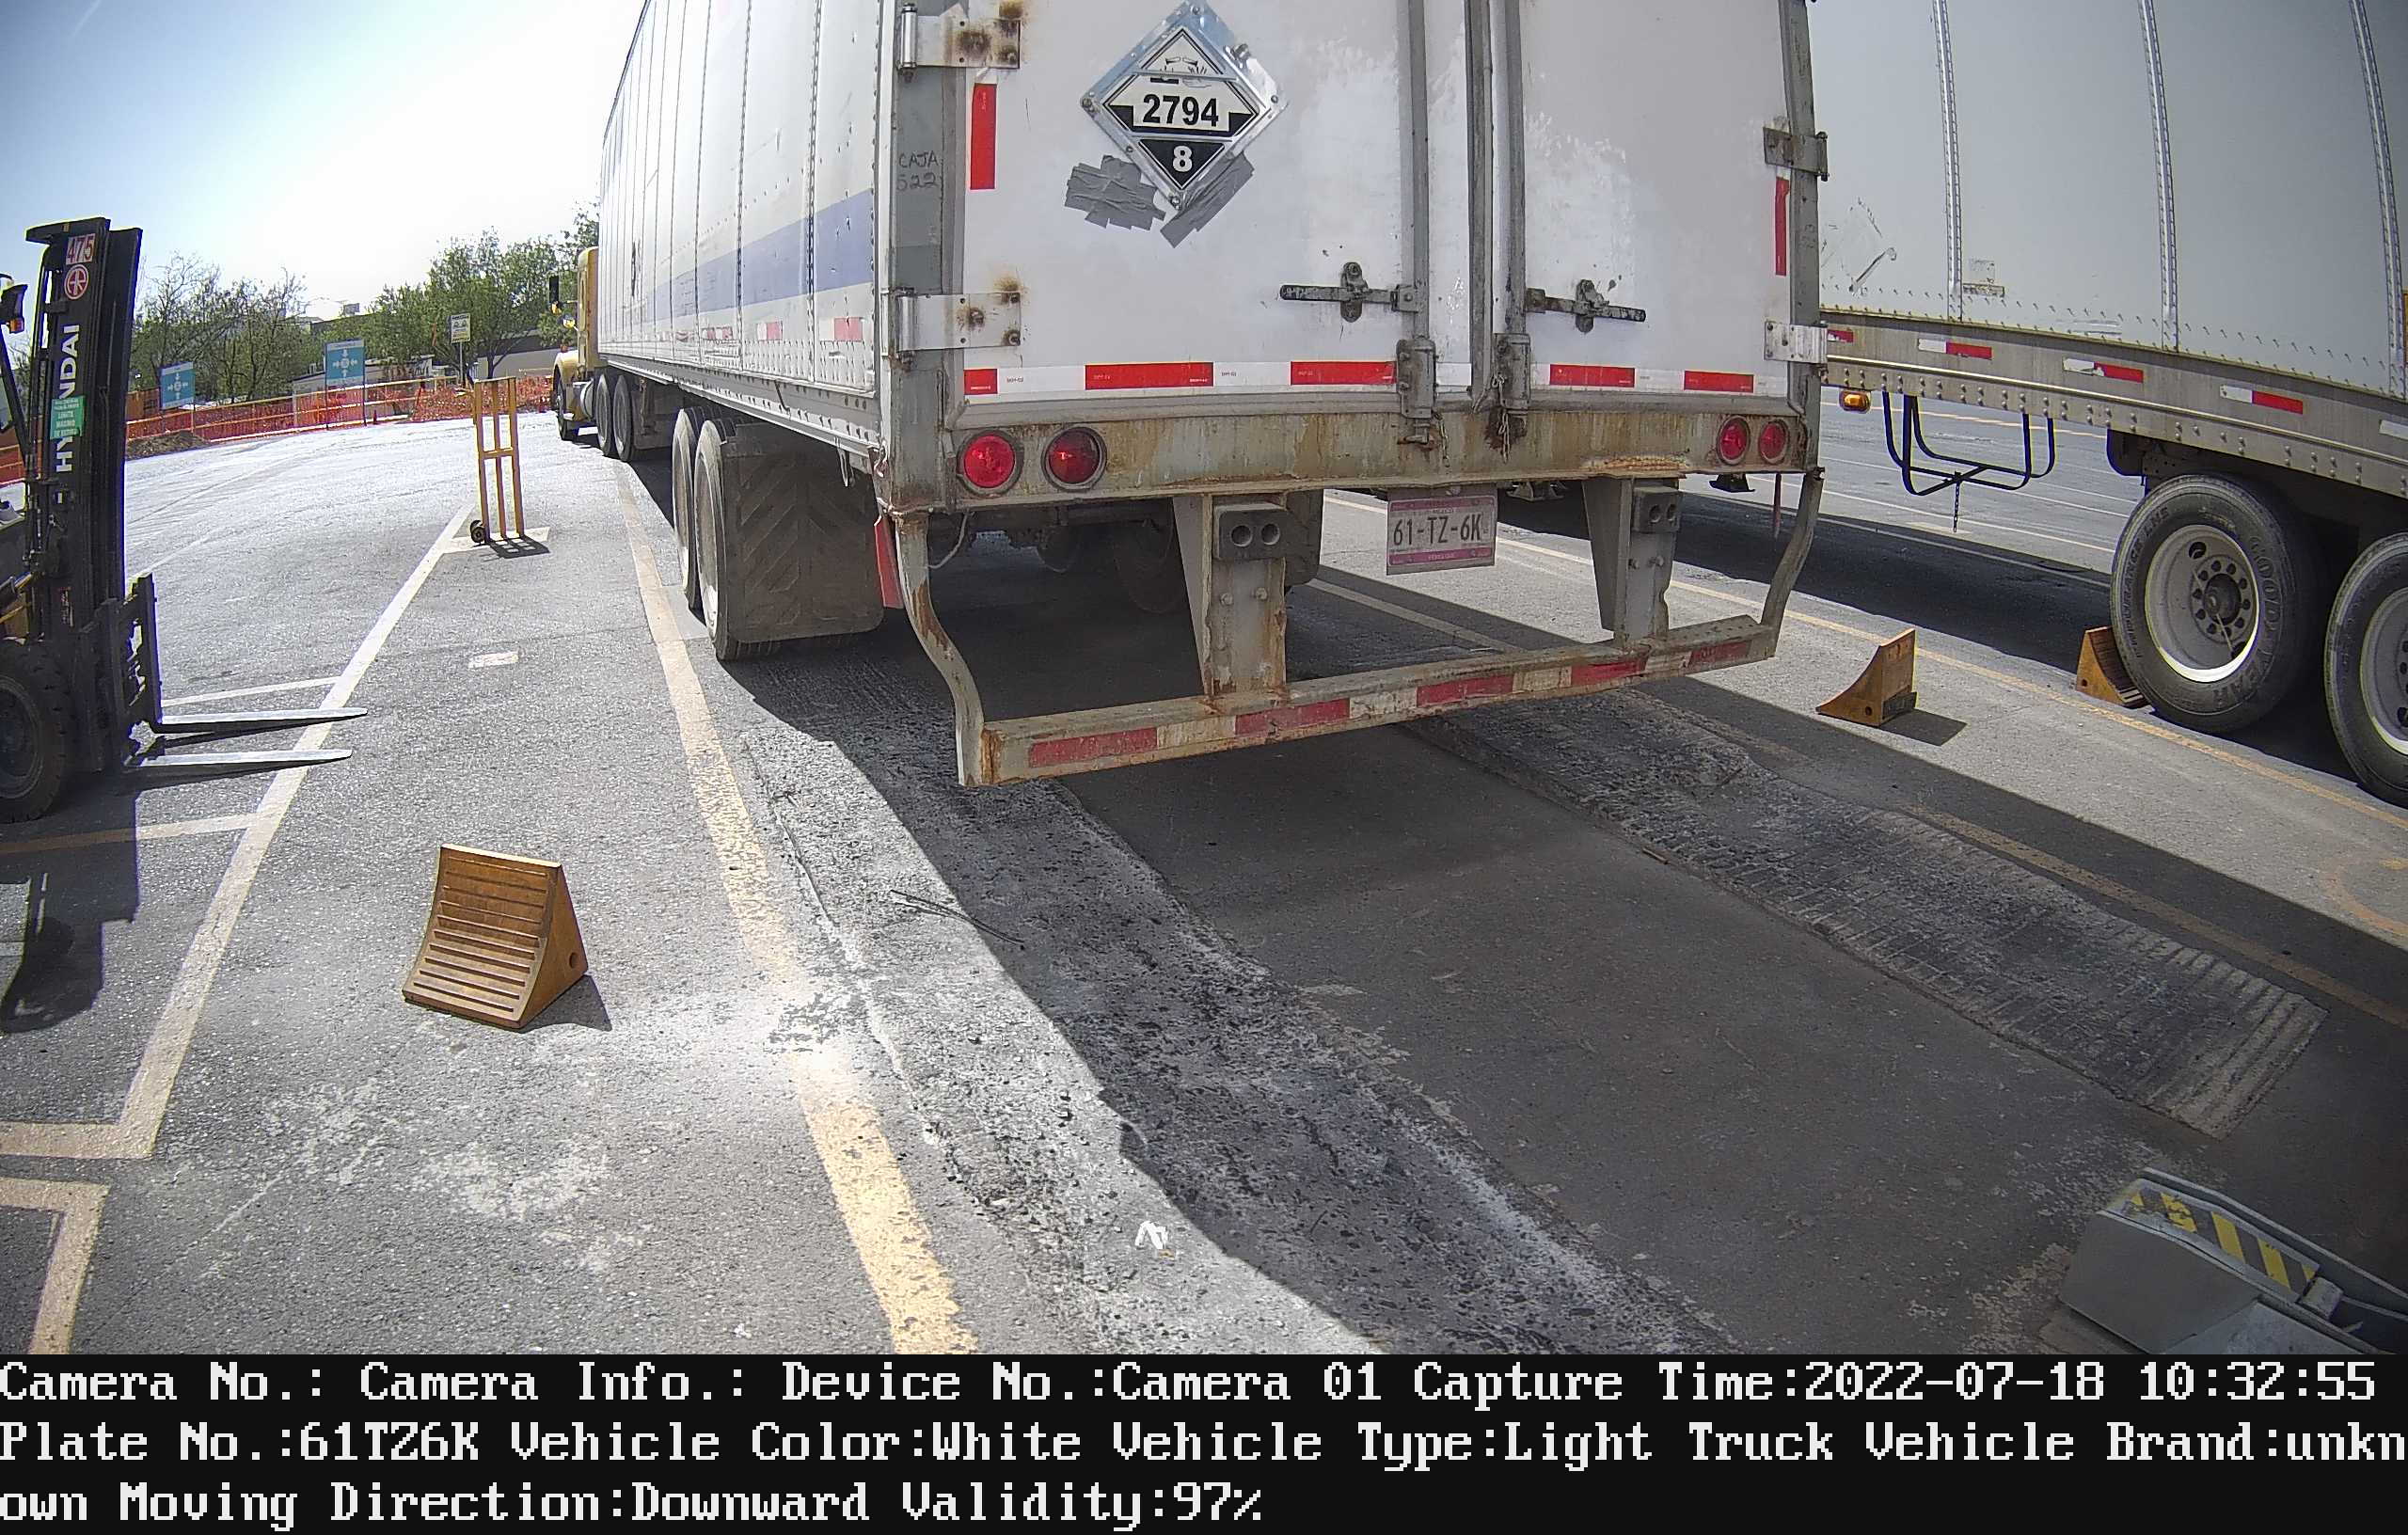 475
HYUNDAI
CAJA
522
2794
8
61-TZ-6K
GOODYEAR
Camera No.: Camera Info.: Device No.:Camera 01 Capture Time:2022-07-18 10:32:55
Plate No.:61TZ6K Vehicle Color:White Vehicle Type:Light Truck Vehicle Brand:unkn
own Moving Direction:Downward Validity:97%